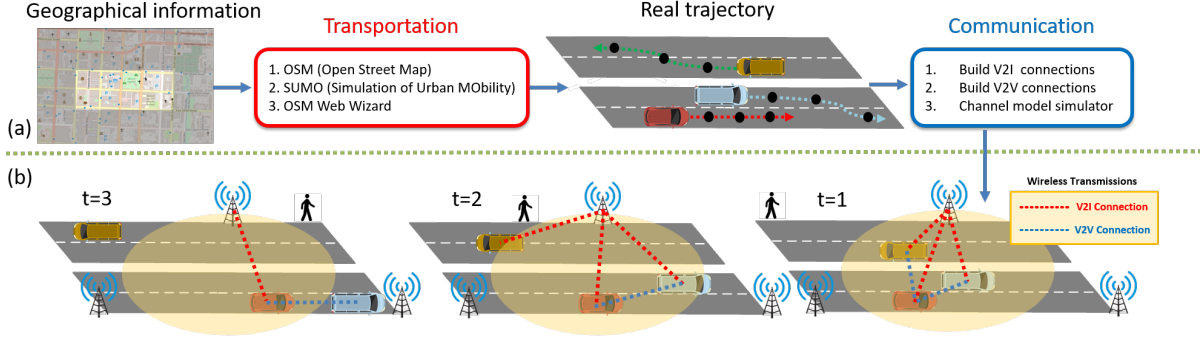 Geographical information
Transportation
Real trajectory
Communication
1. OSM (Open Street Map)
2. SUMO (Simulation of Urban MObility)
3. OSM Web Wizard
1. Build V2I connections
2. Build V2V connections
3. Channel model simulator
(a)
(b)
t=3
t=2
t=1
Wireless Transmissions
V2I Connection
V2V Connection